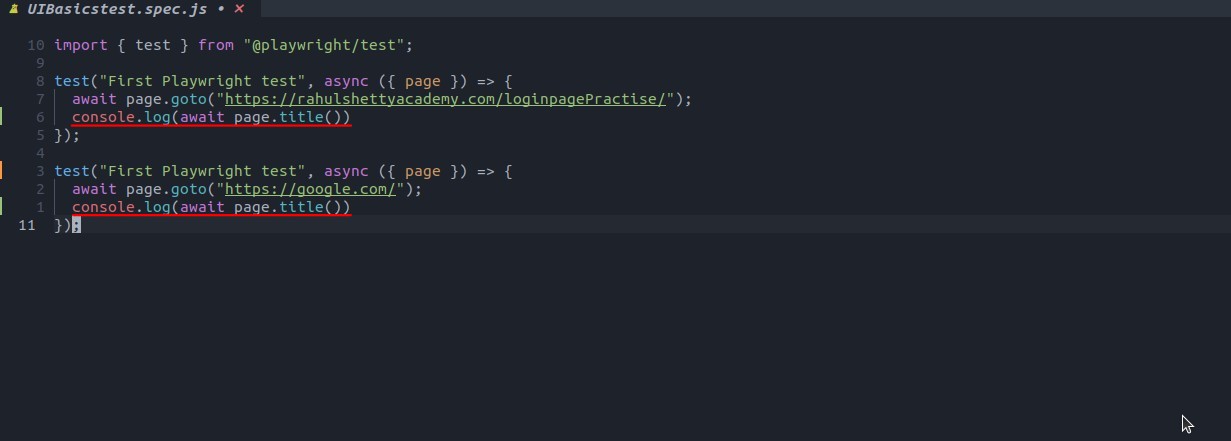 UIBasicstest.spec.js • ✕
10 import { test } from "@playwright/test";
9
8 test("First Playwright test", async ({ page }) => {
7   await page.goto("https://rahulshettyacademy.com/loginpagePractise/");
6   console.log(await page.title())
5 });
4
3 test("First Playwright test", async ({ page }) => {
2   await page.goto("https://google.com/");
1   console.log(await page.title())
11 });